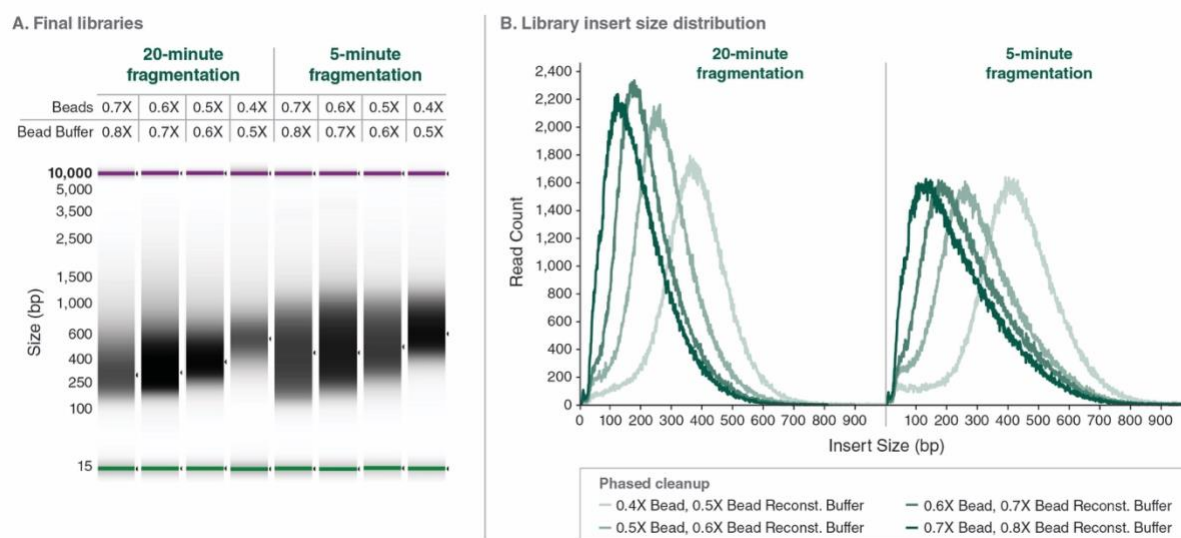 A. Final libraries
20-minute fragmentation
5-minute fragmentation
Beads 0.7X 0.6X 0.5X 0.4X 0.7X 0.6X 0.5X 0.4X
Bead Buffer 0.8X 0.7X 0.6X 0.5X 0.8X 0.7X 0.6X 0.5X
Size (bp)
10,000
5,000
3,500
2,500
1,500
1,000
600
400
250
100
15
B. Library insert size distribution
20-minute fragmentation
5-minute fragmentation
Read Count
2,400
2,200
2,000
1,800
1,600
1,400
1,200
1,000
800
600
400
200
0
0 100 200 300 400 500 600 700 800 900 100 200 300 400 500 600 700 800 900
Insert Size (bp)
Phased cleanup
0.4X Bead, 0.5X Bead Reconst. Buffer
0.5X Bead, 0.6X Bead Reconst. Buffer
0.6X Bead, 0.7X Bead Reconst. Buffer
0.7X Bead, 0.8X Bead Reconst. Buffer